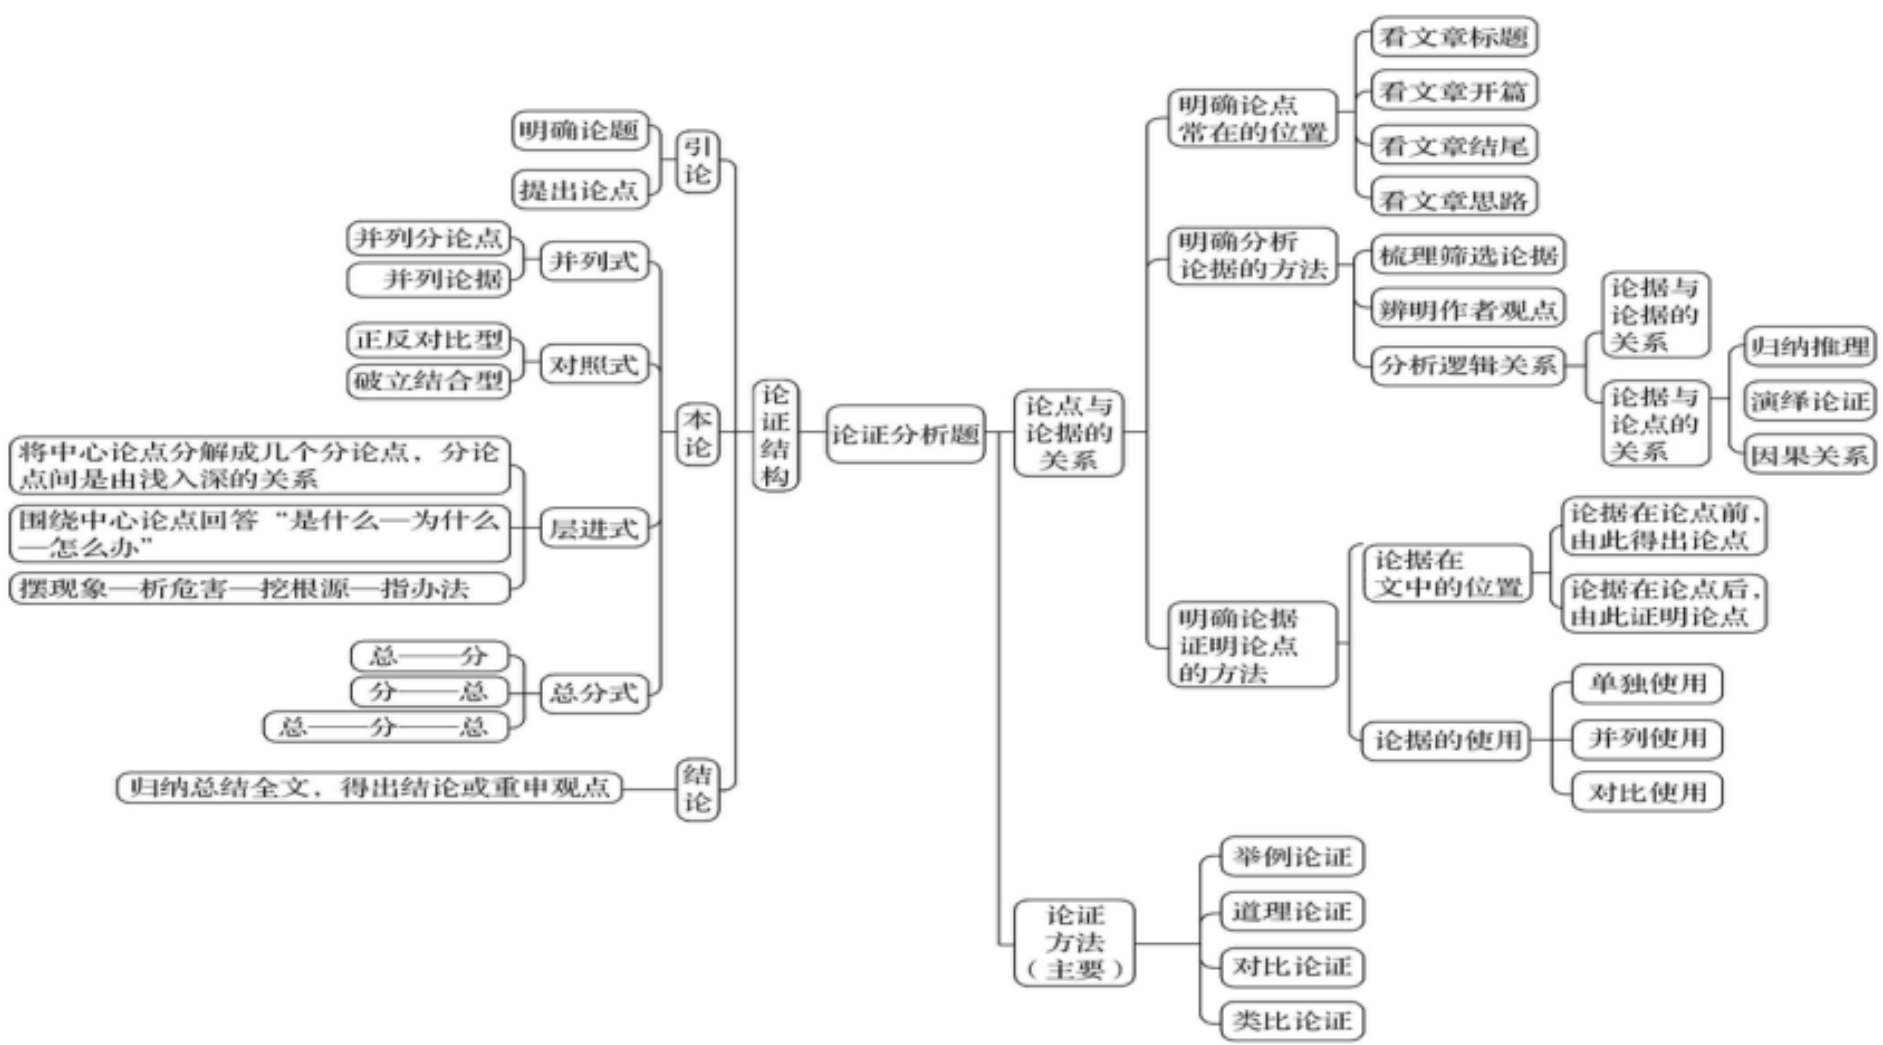 论证分析题
论证结构
引论
明确论题
提出论点
本论
并列式
并列分论点
并列论据
对照式
正反对比型
破立结合型
层进式
将中心论点分解成几个分论点，分论
点间是由浅入深的关系
围绕中心论点回答“是什么—为什么
—怎么办”
摆现象—析危害—挖根源—指办法
总分式
总——分
分——总
总——分——总
结论
归纳总结全文，得出结论或重申观点
论点与
论据的
关系
明确论点
常在的位置
看文章标题
看文章开篇
看文章结尾
看文章思路
明确分析
论据的方法
梳理筛选论据
辨明作者观点
分析逻辑关系
论据与
论据的
关系
论据与
论点的
关系
归纳推理
演绎论证
因果关系
明确论据
证明论点
的方法
论据在
文中的位置
论据在论点前，
由此得出论点
论据在论点后，
由此证明论点
论据的使用
单独使用
并列使用
对比使用
论证
方法
（主要）
举例论证
道理论证
对比论证
类比论证